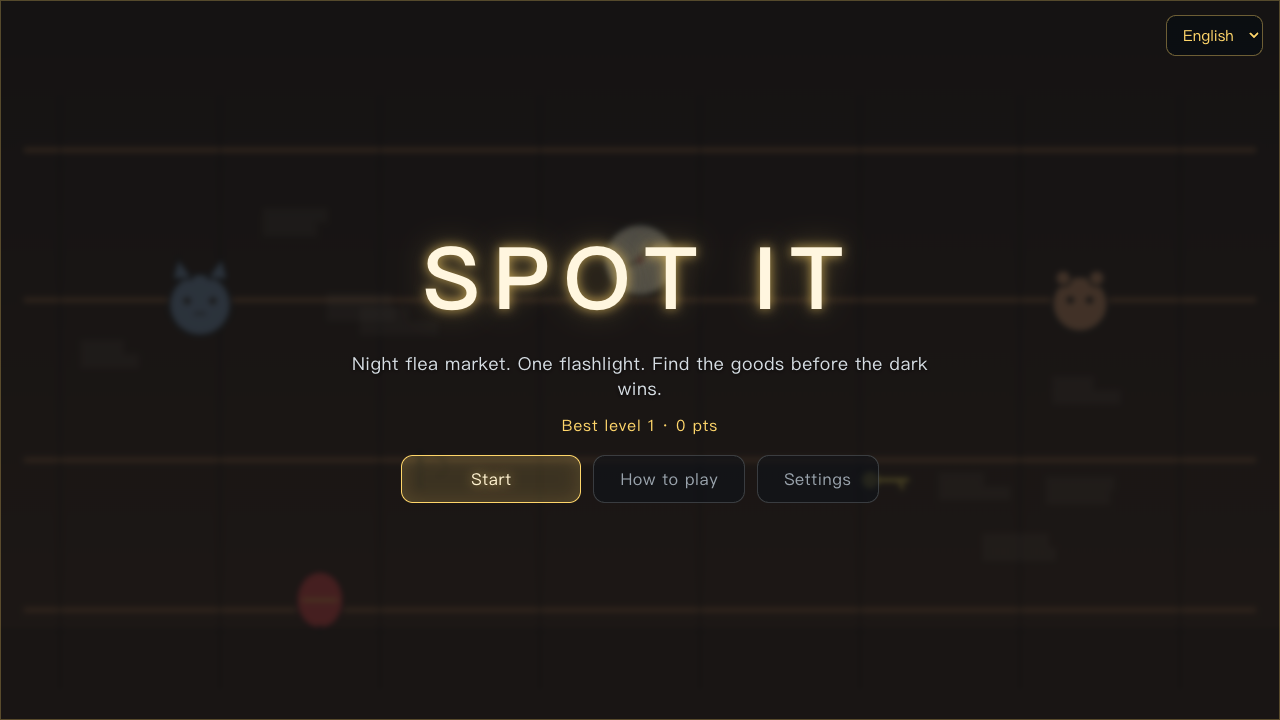 English
SPOT IT
Night flea market. One flashlight. Find the goods before the dark
wins.
Best level 1 · 0 pts
Start
How to play
Settings